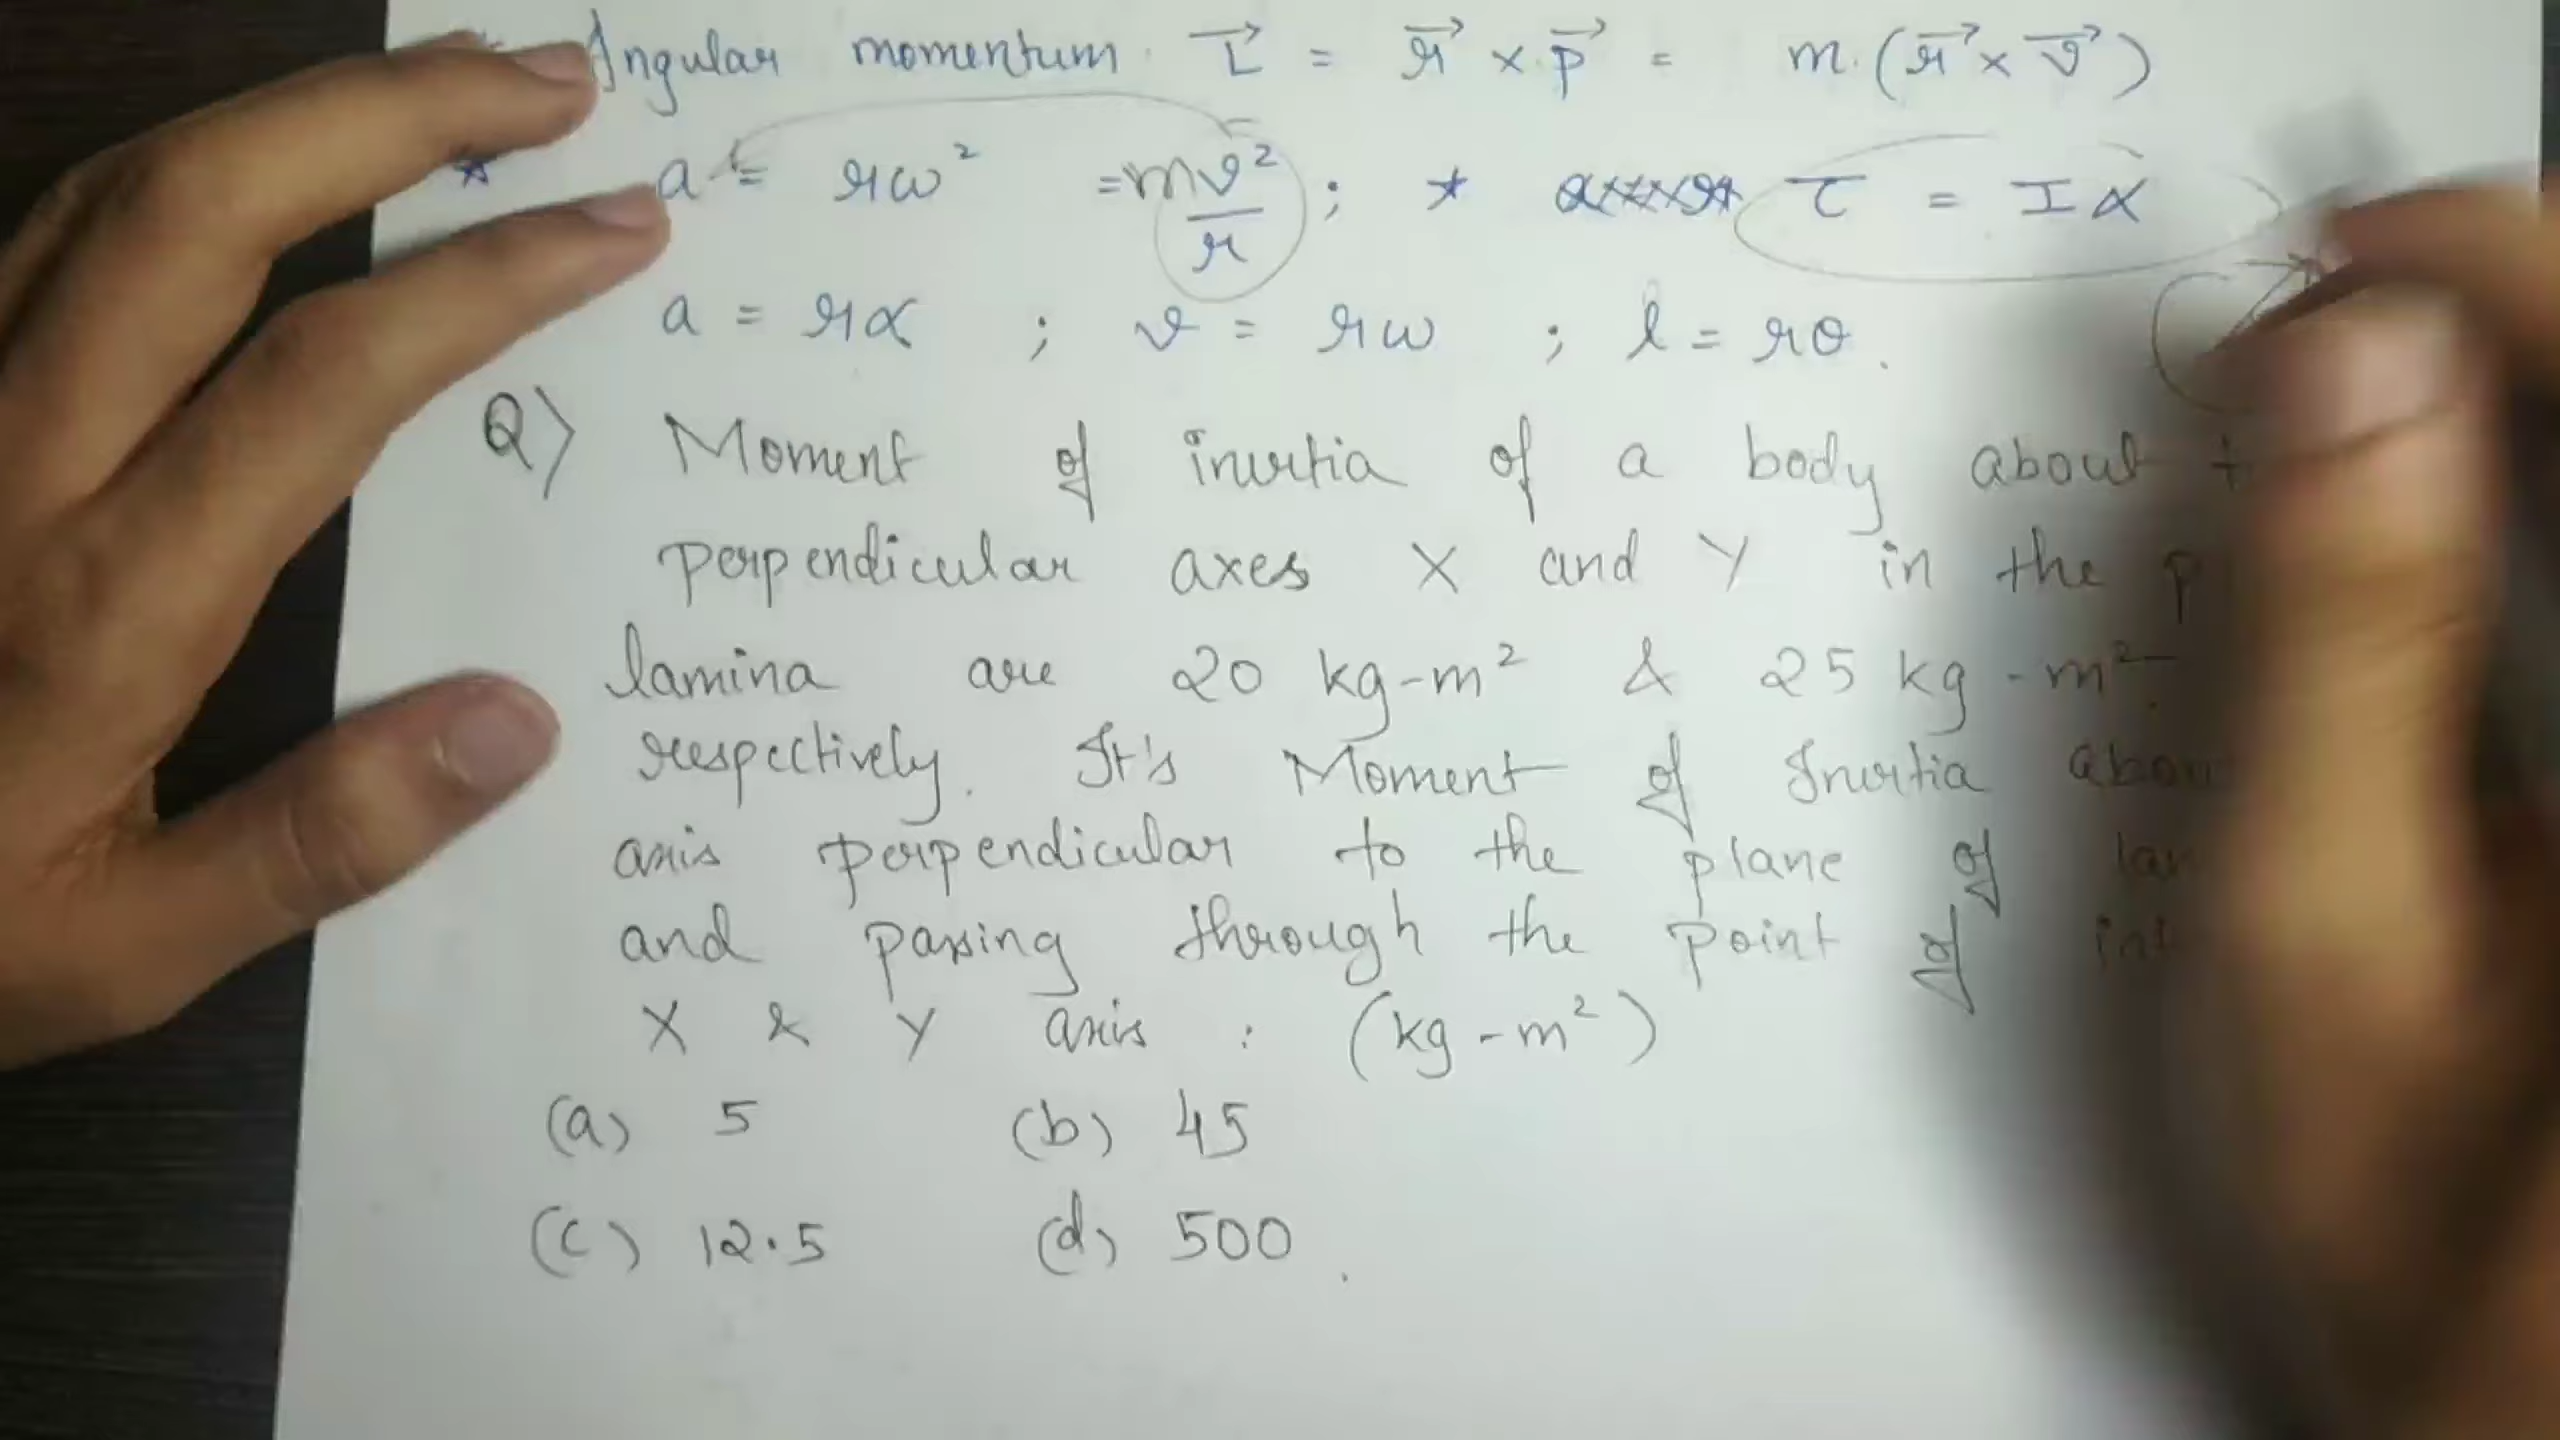 Angular momentum. L⃗ = r⃗ × p⃗ = m.(r⃗ × v⃗)
* a = rω² = mv²/r ; * τ = Iα
a = rα ; v = rω ; l = rθ.
Q) Moment of inertia of a body about
perpendicular axes X and Y in the
lamina are 20 kg-m² & 25 kg-m².
respectively. It's Moment of Inertia
axis perpendicular to the plane of
and passing through the point of
X & Y axis : (kg-m²)
(a) 5 (b) 45
(c) 12.5 (d) 500.